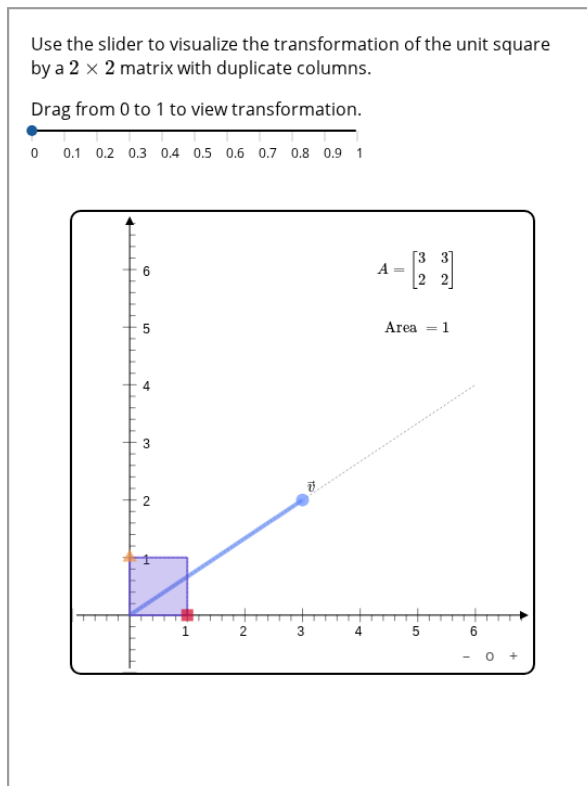 Use the slider to visualize the transformation of the unit square
by a 2 × 2 matrix with duplicate columns.
Drag from 0 to 1 to view transformation.
0 0.1 0.2 0.3 0.4 0.5 0.6 0.7 0.8 0.9 1
A = [3 3
2 2]
Area = 1
6
5
4
3
2
1
v⃗
1 2 3 4 5 6
− o +